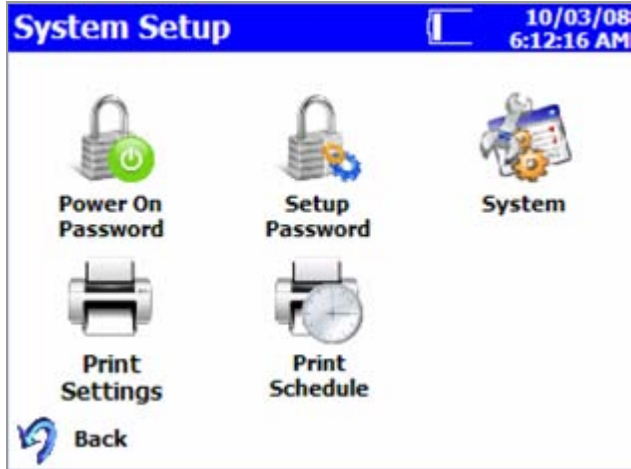 System Setup
10/03/08
6:12:16 AM
Power On
Password
Setup
Password
System
Print
Settings
Print
Schedule
Back